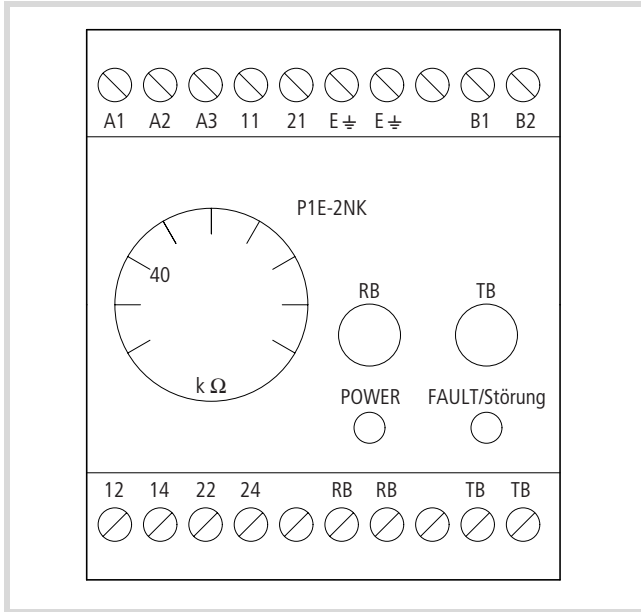 A1 A2 A3 11 21 E ⏚ E ⏚ B1 B2
P1E-2NK
40
RB TB
k Ω
POWER FAULT/Störung
12 14 22 24 RB RB TB TB